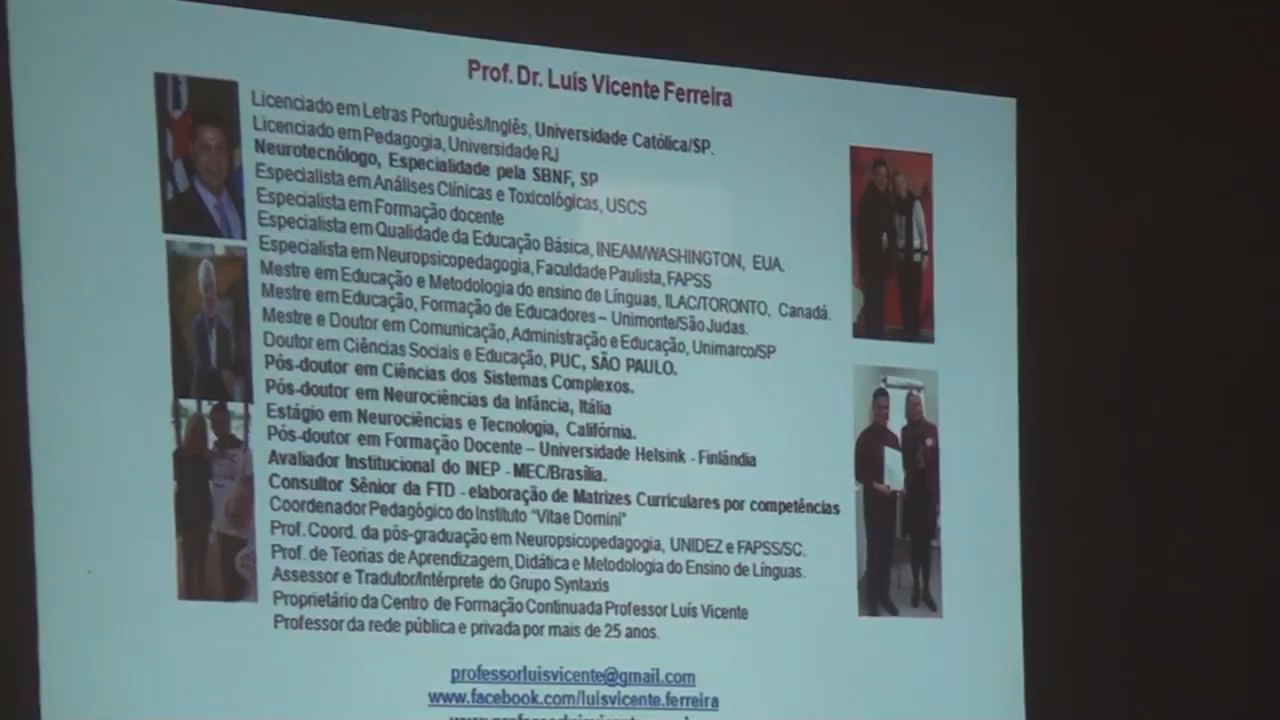 Prof. Dr. Luís Vicente Ferreira
Licenciado em Letras Português/Inglês, Universidade Católica/SP.
Licenciado em Pedagogia, Universidade RJ
Neurotecnólogo, Especialidade pela SBNF, SP
Especialista em Análises Clínicas e Toxicológicas, USCS
Especialista em Formação docente
Especialista em Qualidade da Educação Básica, INEAM/WASHINGTON, EUA.
Especialista em Neuropsicopedagogia, Faculdade Paulista, FAPSS
Mestre em Educação e Metodologia do ensino de Línguas, ILAC/TORONTO, Canadá.
Mestre em Educação, Formação de Educadores – Unimonte/São Judas.
Mestre e Doutor em Comunicação, Administração e Educação, Unimarco/SP
Doutor em Ciências Sociais e Educação, PUC, SÃO PAULO.
Pós-doutor em Ciências dos Sistemas Complexos.
Pós-doutor em Neurociências da Infância, Itália
Estágio em Neurociências e Tecnologia, Califórnia.
Pós-doutor em Formação Docente – Universidade Helsink - Finlândia
Avaliador Institucional do INEP - MEC/Brasília.
Consultor Sênior da FTD - elaboração de Matrizes Curriculares por competências
Coordenador Pedagógico do Instituto "Vitae Domini"
Prof. Coord. da pós-graduação em Neuropsicopedagogia, UNIDEZ e FAPSS/SC.
Prof. de Teorias de Aprendizagem, Didática e Metodologia do Ensino de Línguas.
Assessor e Tradutor/Intérprete do Grupo Syntaxis
Proprietário da Centro de Formação Continuada Professor Luís Vicente
Professor da rede pública e privada por mais de 25 anos.
professorluisvicente@gmail.com
www.facebook.com/luisvicente.ferreira